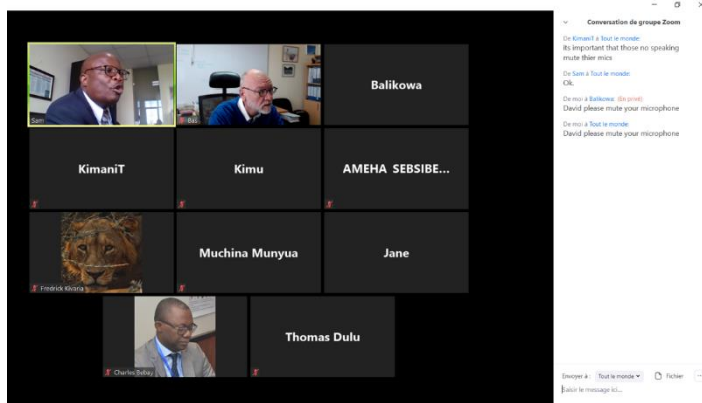 Sam
Bali
Balikowa
KimaniT
Kimu
AMEHA SEBSIBE...
Fredrick Kivaria
Muchina Munyua
Jane
Charles Bebay
Thomas Dulu
Conversation de groupe Zoom
De KimaniT à Tout le monde:
its important that those no speaking
mute thier mics
De Sam à Tout le monde:
Ok.
De moi à Balikowa: (En privé)
David please mute your microphone
De moi à Tout le monde:
David please mute your microphone
Envoyer à : Tout le monde Fichier ...
Saisir le message ici...